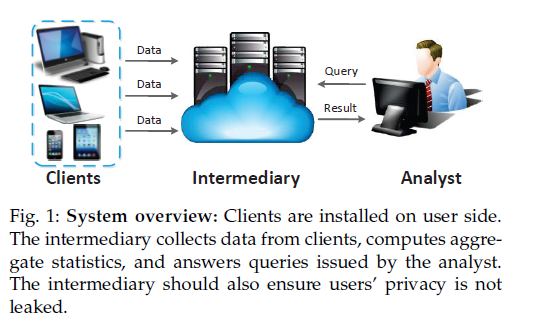 Data
Data
Data
Query
Result
Clients
Intermediary
Analyst
Fig. 1: System overview: Clients are installed on user side.
The intermediary collects data from clients, computes aggre-
gate statistics, and answers queries issued by the analyst.
The intermediary should also ensure users’ privacy is not
leaked.